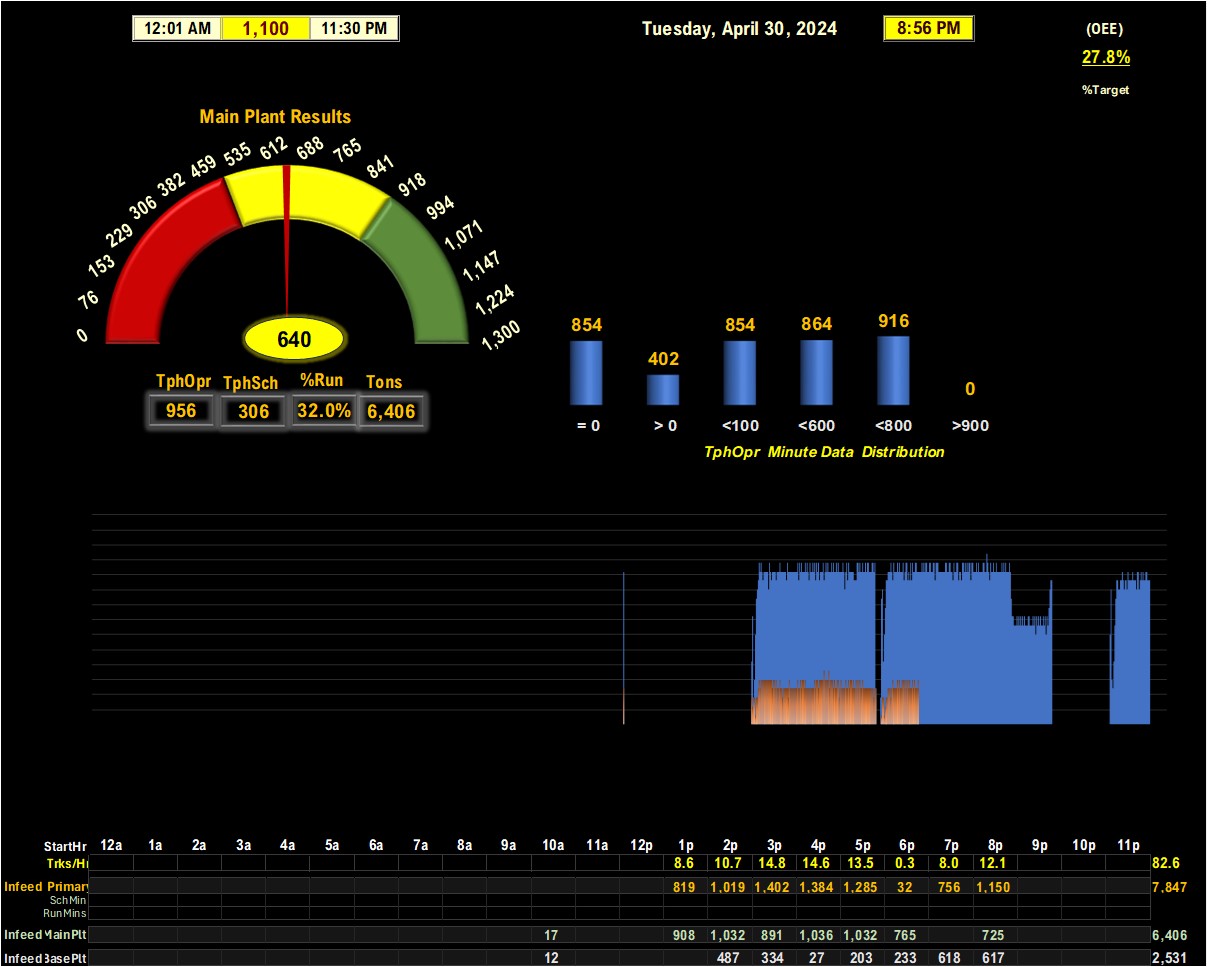 12:01 AM 1,100 11:30 PM Tuesday, April 30, 2024 8:56 PM (OEE)
27.8%
%Target
Main Plant Results
0 76 153 229 306 382 459 535 612 688 765 841 918 994 1,071 1,147 1,224 1,300
640
TphOpr TphSch %Run Tons
956 306 32.0% 6,406
854 402 854 864 916 0
= 0 > 0 <100 <600 <800 >900
TphOpr Minute Data Distribution
StartHr 12a 1a 2a 3a 4a 5a 6a 7a 8a 9a 10a 11a 12p 1p 2p 3p 4p 5p 6p 7p 8p 9p 10p 11p
Trks/Hr 8.6 10.7 14.8 14.6 13.5 0.3 8.0 12.1 82.6
Infeed Primary 819 1,019 1,402 1,384 1,285 32 756 1,150 7,847
SchMin
RunMins
Infeed MainPlt 17 908 1,032 891 1,036 1,032 765 725 6,406
Infeed BasePlt 12 487 334 27 203 233 618 617 2,531